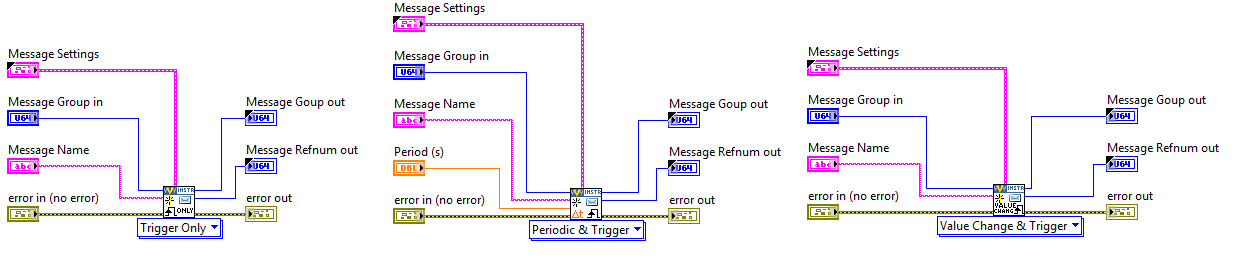 Message Settings
Message Group in
U64
Message Name
abc
error in (no error)
Message Goup out
U64
Message Refnum out
U64
error out
INSTR
ONLY
Trigger Only
Message Settings
Message Group in
U64
Message Name
abc
Period (s)
DBL
error in (no error)
Message Goup out
U64
Message Refnum out
U64
error out
INSTR
Δt
Periodic & Trigger
Message Settings
Message Group in
U64
Message Name
abc
error in (no error)
Message Goup out
U64
Message Refnum out
U64
error out
INSTR
VALUE
CHANG
Value Change & Trigger